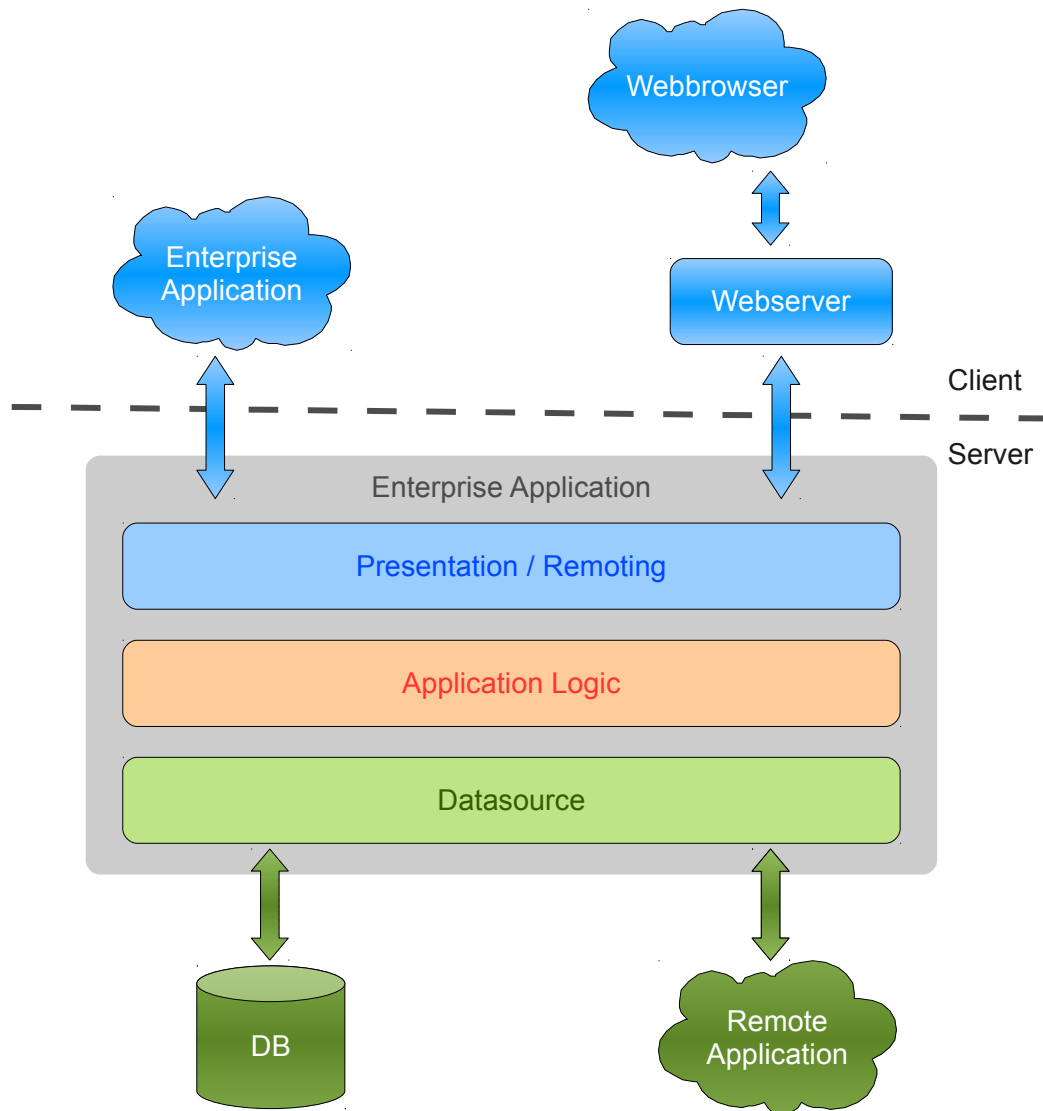 Webbrowser
Enterprise
Application
Webserver
Client
Server
Enterprise Application
Presentation / Remoting
Application Logic
Datasource
DB
Remote
Application